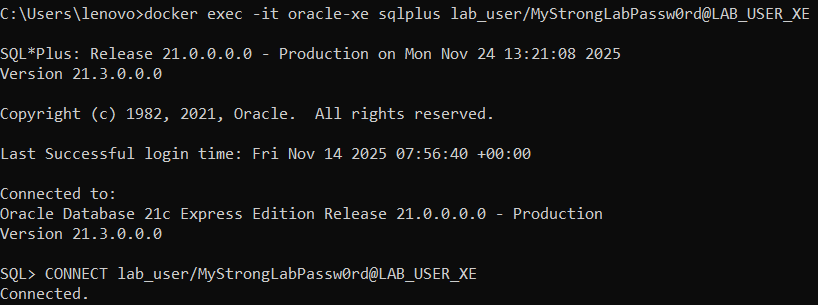 C:\Users\lenovo>docker exec -it oracle-xe sqlplus lab_user/MyStrongLabPassw0rd@LAB_USER_XE
SQL*Plus: Release 21.0.0.0.0 - Production on Mon Nov 24 13:21:08 2025
Version 21.3.0.0.0
Copyright (c) 1982, 2021, Oracle.  All rights reserved.
Last Successful login time: Fri Nov 14 2025 07:56:40 +00:00
Connected to:
Oracle Database 21c Express Edition Release 21.0.0.0.0 - Production
Version 21.3.0.0.0
SQL> CONNECT lab_user/MyStrongLabPassw0rd@LAB_USER_XE
Connected.